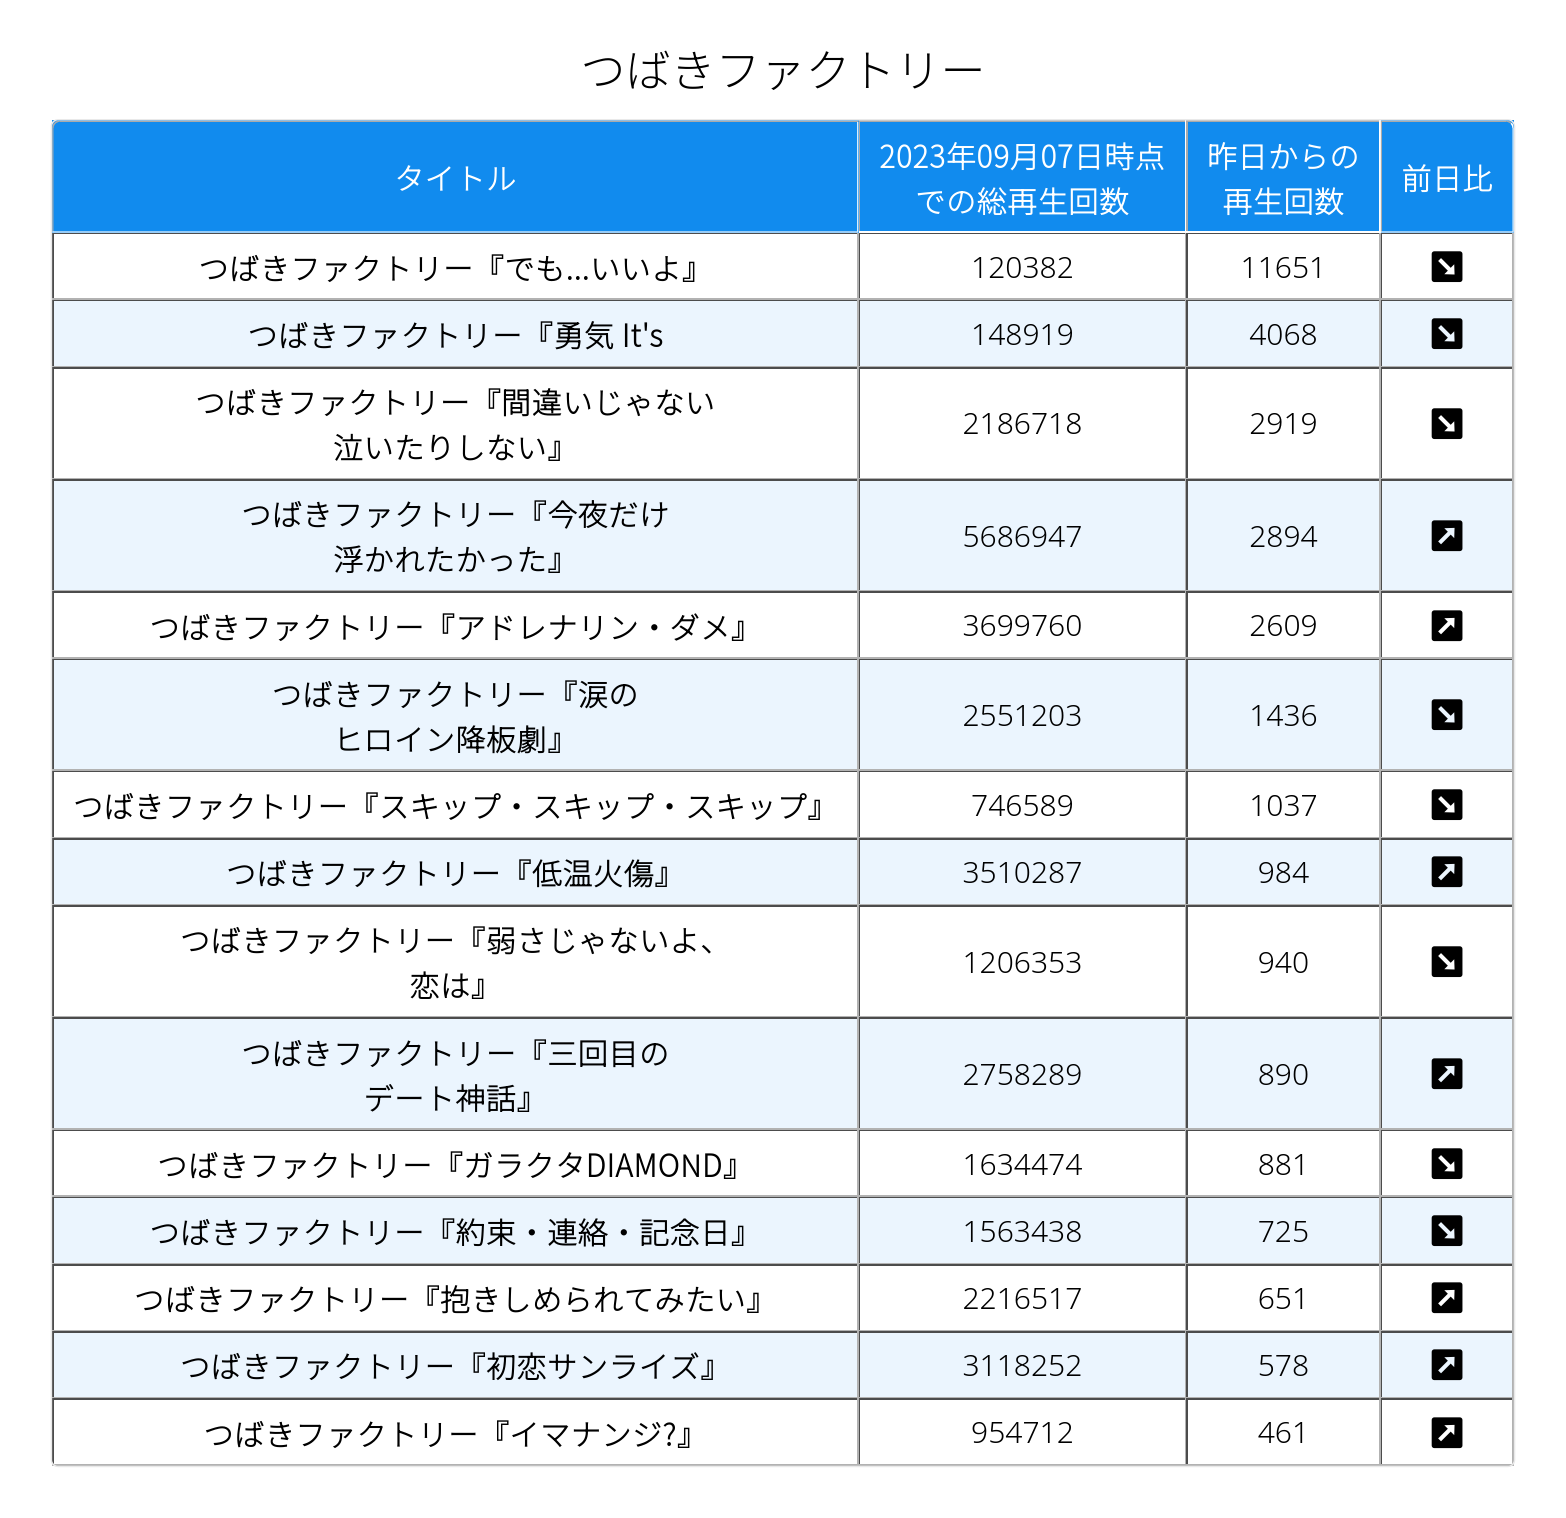 つばきファクトリー
タイトル
2023年09月07日時点
での総再生回数
昨日からの
再生回数
前日比
つばきファクトリー『でも...いいよ』
120382
11651
つばきファクトリー『勇気 It's
148919
4068
つばきファクトリー『間違いじゃない
泣いたりしない』
2186718
2919
つばきファクトリー『今夜だけ
浮かれたかった』
5686947
2894
つばきファクトリー『アドレナリン・ダメ』
3699760
2609
つばきファクトリー『涙の
ヒロイン降板劇』
2551203
1436
つばきファクトリー『スキップ・スキップ・スキップ』
746589
1037
つばきファクトリー『低温火傷』
3510287
984
つばきファクトリー『弱さじゃないよ、
恋は』
1206353
940
つばきファクトリー『三回目の
デート神話』
2758289
890
つばきファクトリー『ガラクタDIAMOND』
1634474
881
つばきファクトリー『約束・連絡・記念日』
1563438
725
つばきファクトリー『抱きしめられてみたい』
2216517
651
つばきファクトリー『初恋サンライズ』
3118252
578
つばきファクトリー『イマナンジ?』
954712
461